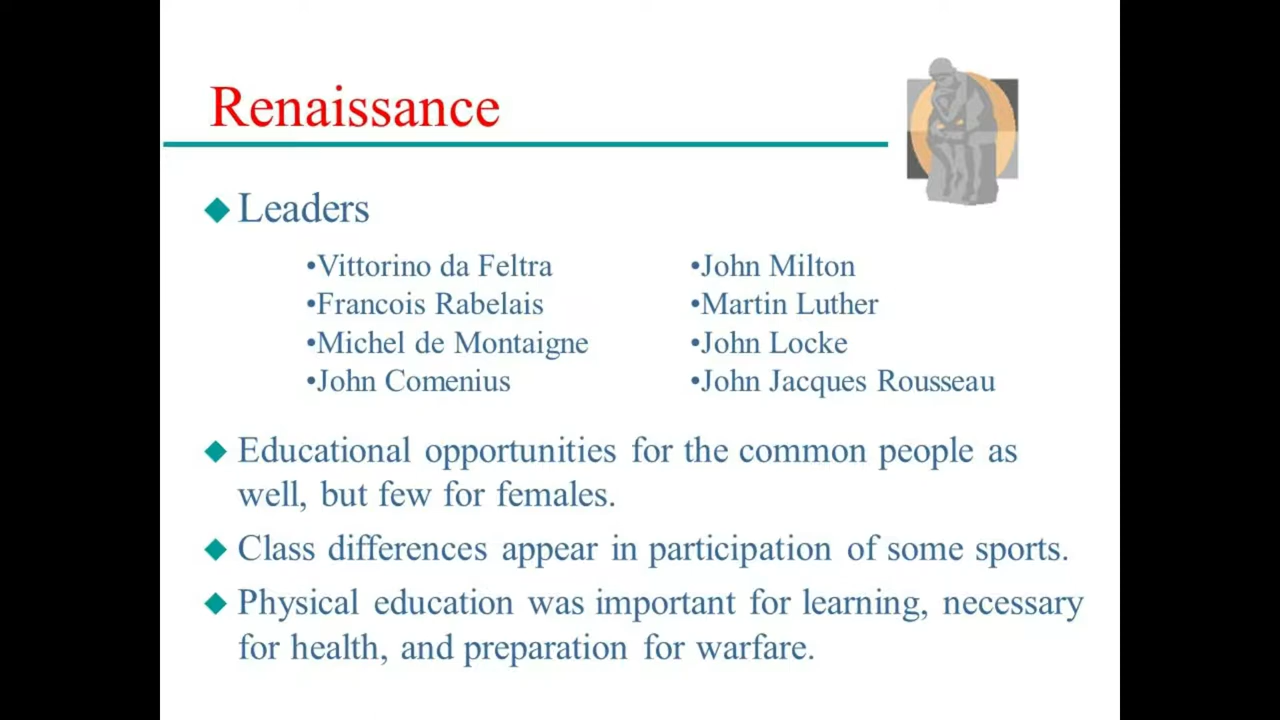 Renaissance
◆ Leaders
•Vittorino da Feltra
•Francois Rabelais
•Michel de Montaigne
•John Comenius
•John Milton
•Martin Luther
•John Locke
•John Jacques Rousseau
◆ Educational opportunities for the common people as
well, but few for females.
◆ Class differences appear in participation of some sports.
◆ Physical education was important for learning, necessary
for health, and preparation for warfare.